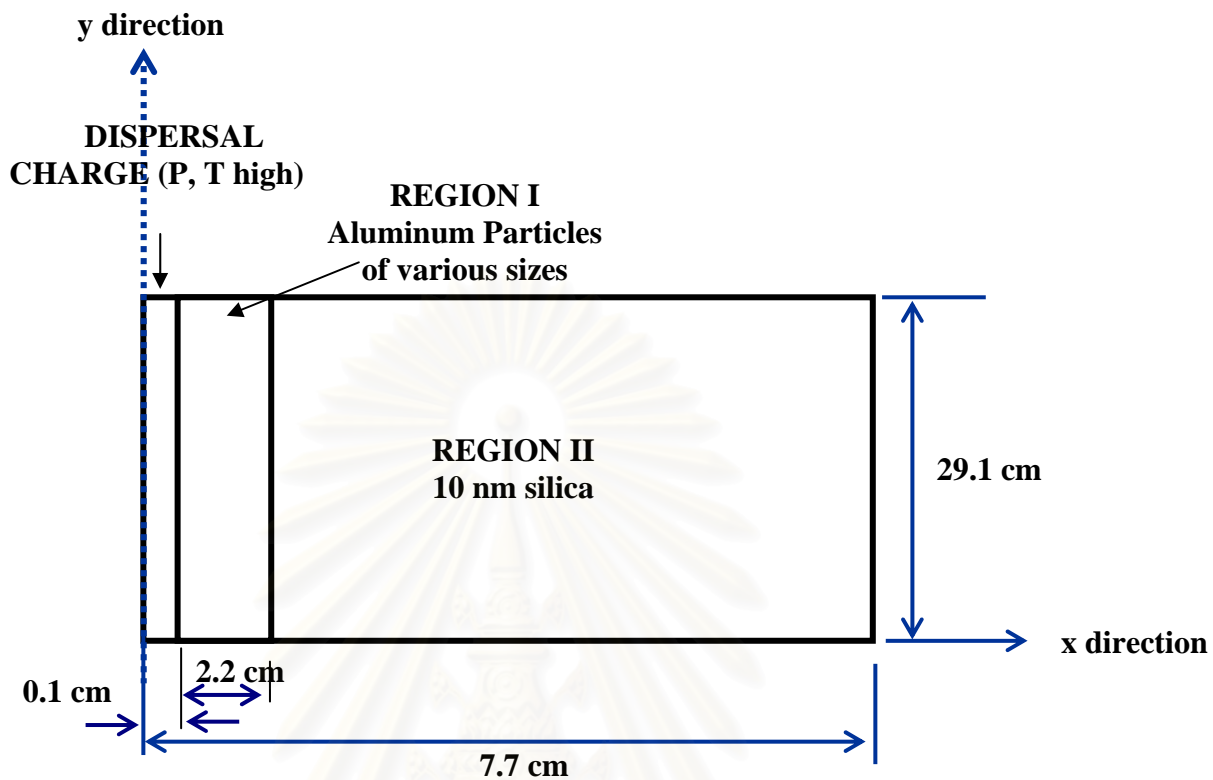 y direction
DISPERSAL
CHARGE (P, T high)
REGION I
Aluminum Particles
of various sizes
REGION II
10 nm silica
29.1 cm
x direction
2.2 cm
0.1 cm
7.7 cm